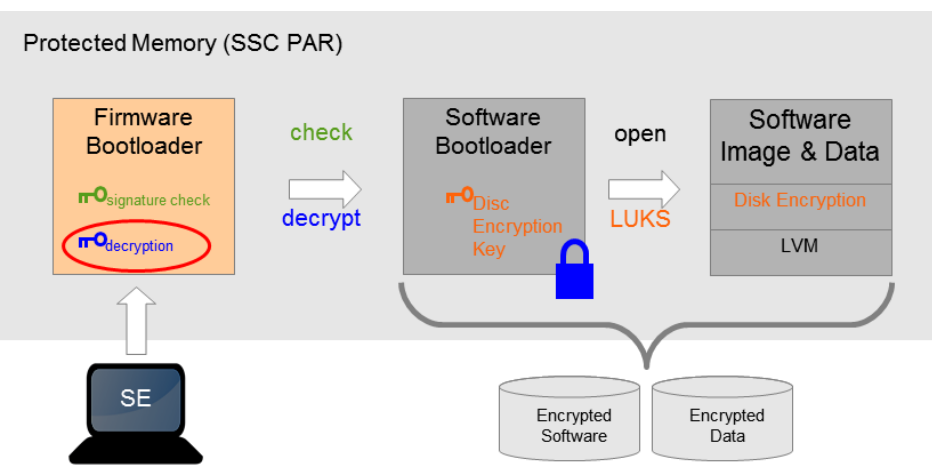 Protected Memory (SSC PAR)
Firmware
Bootloader
signature check
decryption
check
decrypt
Software
Bootloader
Disc
Encryption
Key
open
LUKS
Software
Image & Data
Disk Encryption
LVM
SE
Encrypted
Software
Encrypted
Data